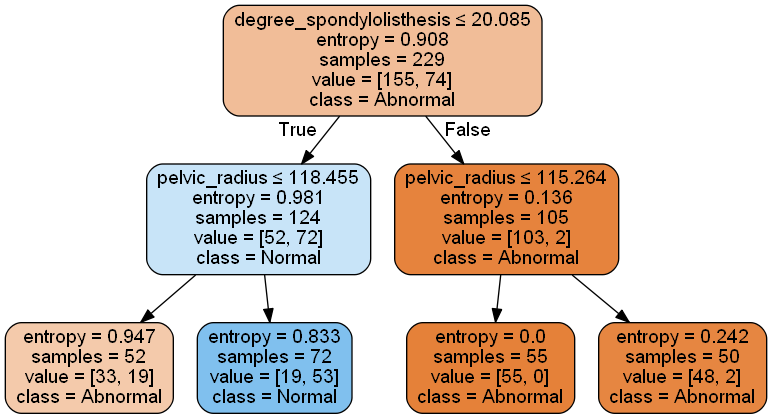 degree_spondylolisthesis ≤ 20.085
entropy = 0.908
samples = 229
value = [155, 74]
class = Abnormal
True
False
pelvic_radius ≤ 118.455
entropy = 0.981
samples = 124
value = [52, 72]
class = Normal
pelvic_radius ≤ 115.264
entropy = 0.136
samples = 105
value = [103, 2]
class = Abnormal
entropy = 0.947
samples = 52
value = [33, 19]
class = Abnormal
entropy = 0.833
samples = 72
value = [19, 53]
class = Normal
entropy = 0.0
samples = 55
value = [55, 0]
class = Abnormal
entropy = 0.242
samples = 50
value = [48, 2]
class = Abnormal